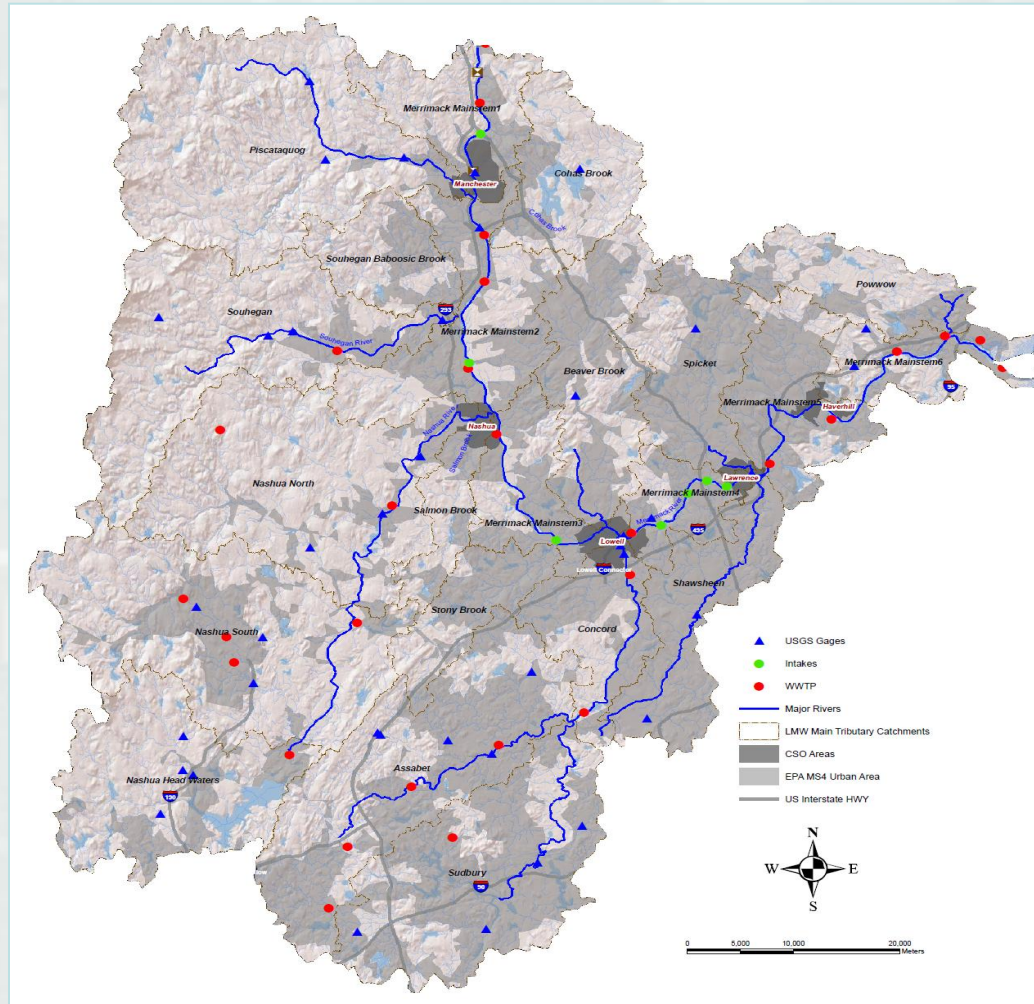 Merrimack Mainstem1
Piscataquog
Cohas Brook
Manchester
Cohas Brook
Souhegan Baboosic Brook
Powwow
Souhegan
293
Souhegan River
Merrimack Mainstem2
Spicket
Beaver Brook
Merrimack Mainstem6
95
Merrimack Mainstem5
Haverhill
Nashua River
Nashua
Salmon Brook
Nashua North
Lawrence
Merrimack Mainstem4
Salmon Brook
Merrimack Mainstem3
Merrimack River
495
Lowell
Lowell Connector
Shawsheen
Stony Brook
Concord
Nashua South
USGS Gages
Intakes
WWTP
Major Rivers
LMW Main Tributary Catchments
CSO Areas
EPA MS4 Urban Area
US Interstate HWY
Assabet
Nashua Head Waters
190
Sudbury
90
N
W E
S
0 5,000 10,000 20,000
Meters